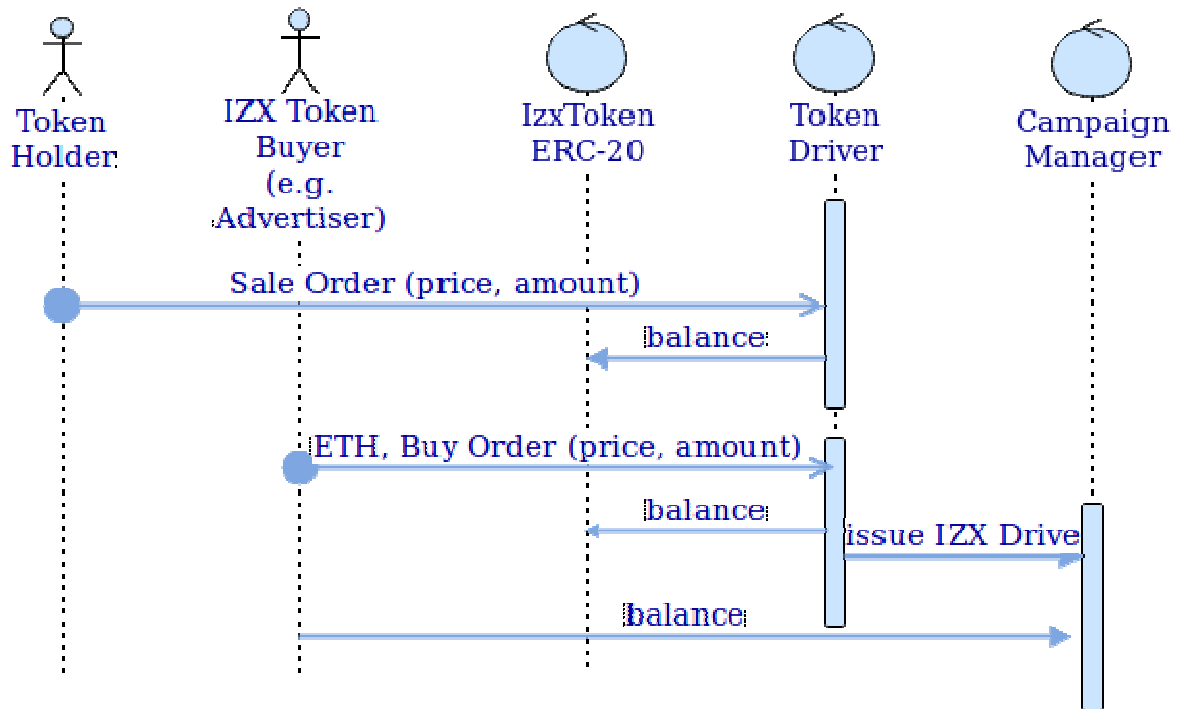 Token
Holder
IZX Token
Buyer
(e.g.
Advertiser)
IzxToken
ERC-20
Token
Driver
Campaign
Manager
Sale Order (price, amount)
balance
ETH, Buy Order (price, amount)
balance
issue IZX Drive
balance